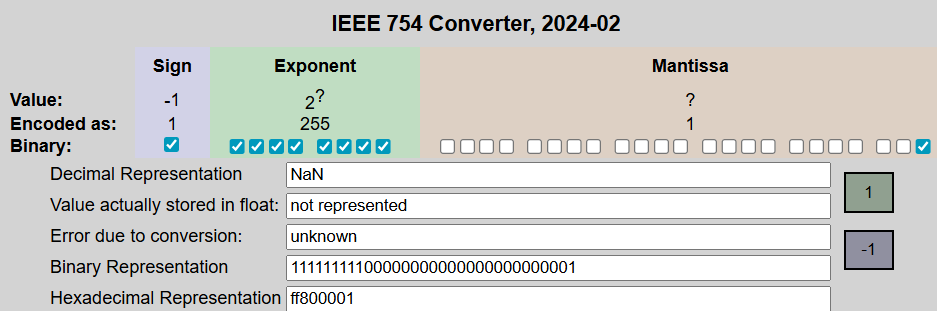 IEEE 754 Converter, 2024-02
Sign Exponent Mantissa
Value: -1 2? ?
Encoded as: 1 255 1
Binary:
Decimal Representation NaN
1
Value actually stored in float: not represented
Error due to conversion: unknown
-1
Binary Representation 11111111100000000000000000000001
Hexadecimal Representation ff800001